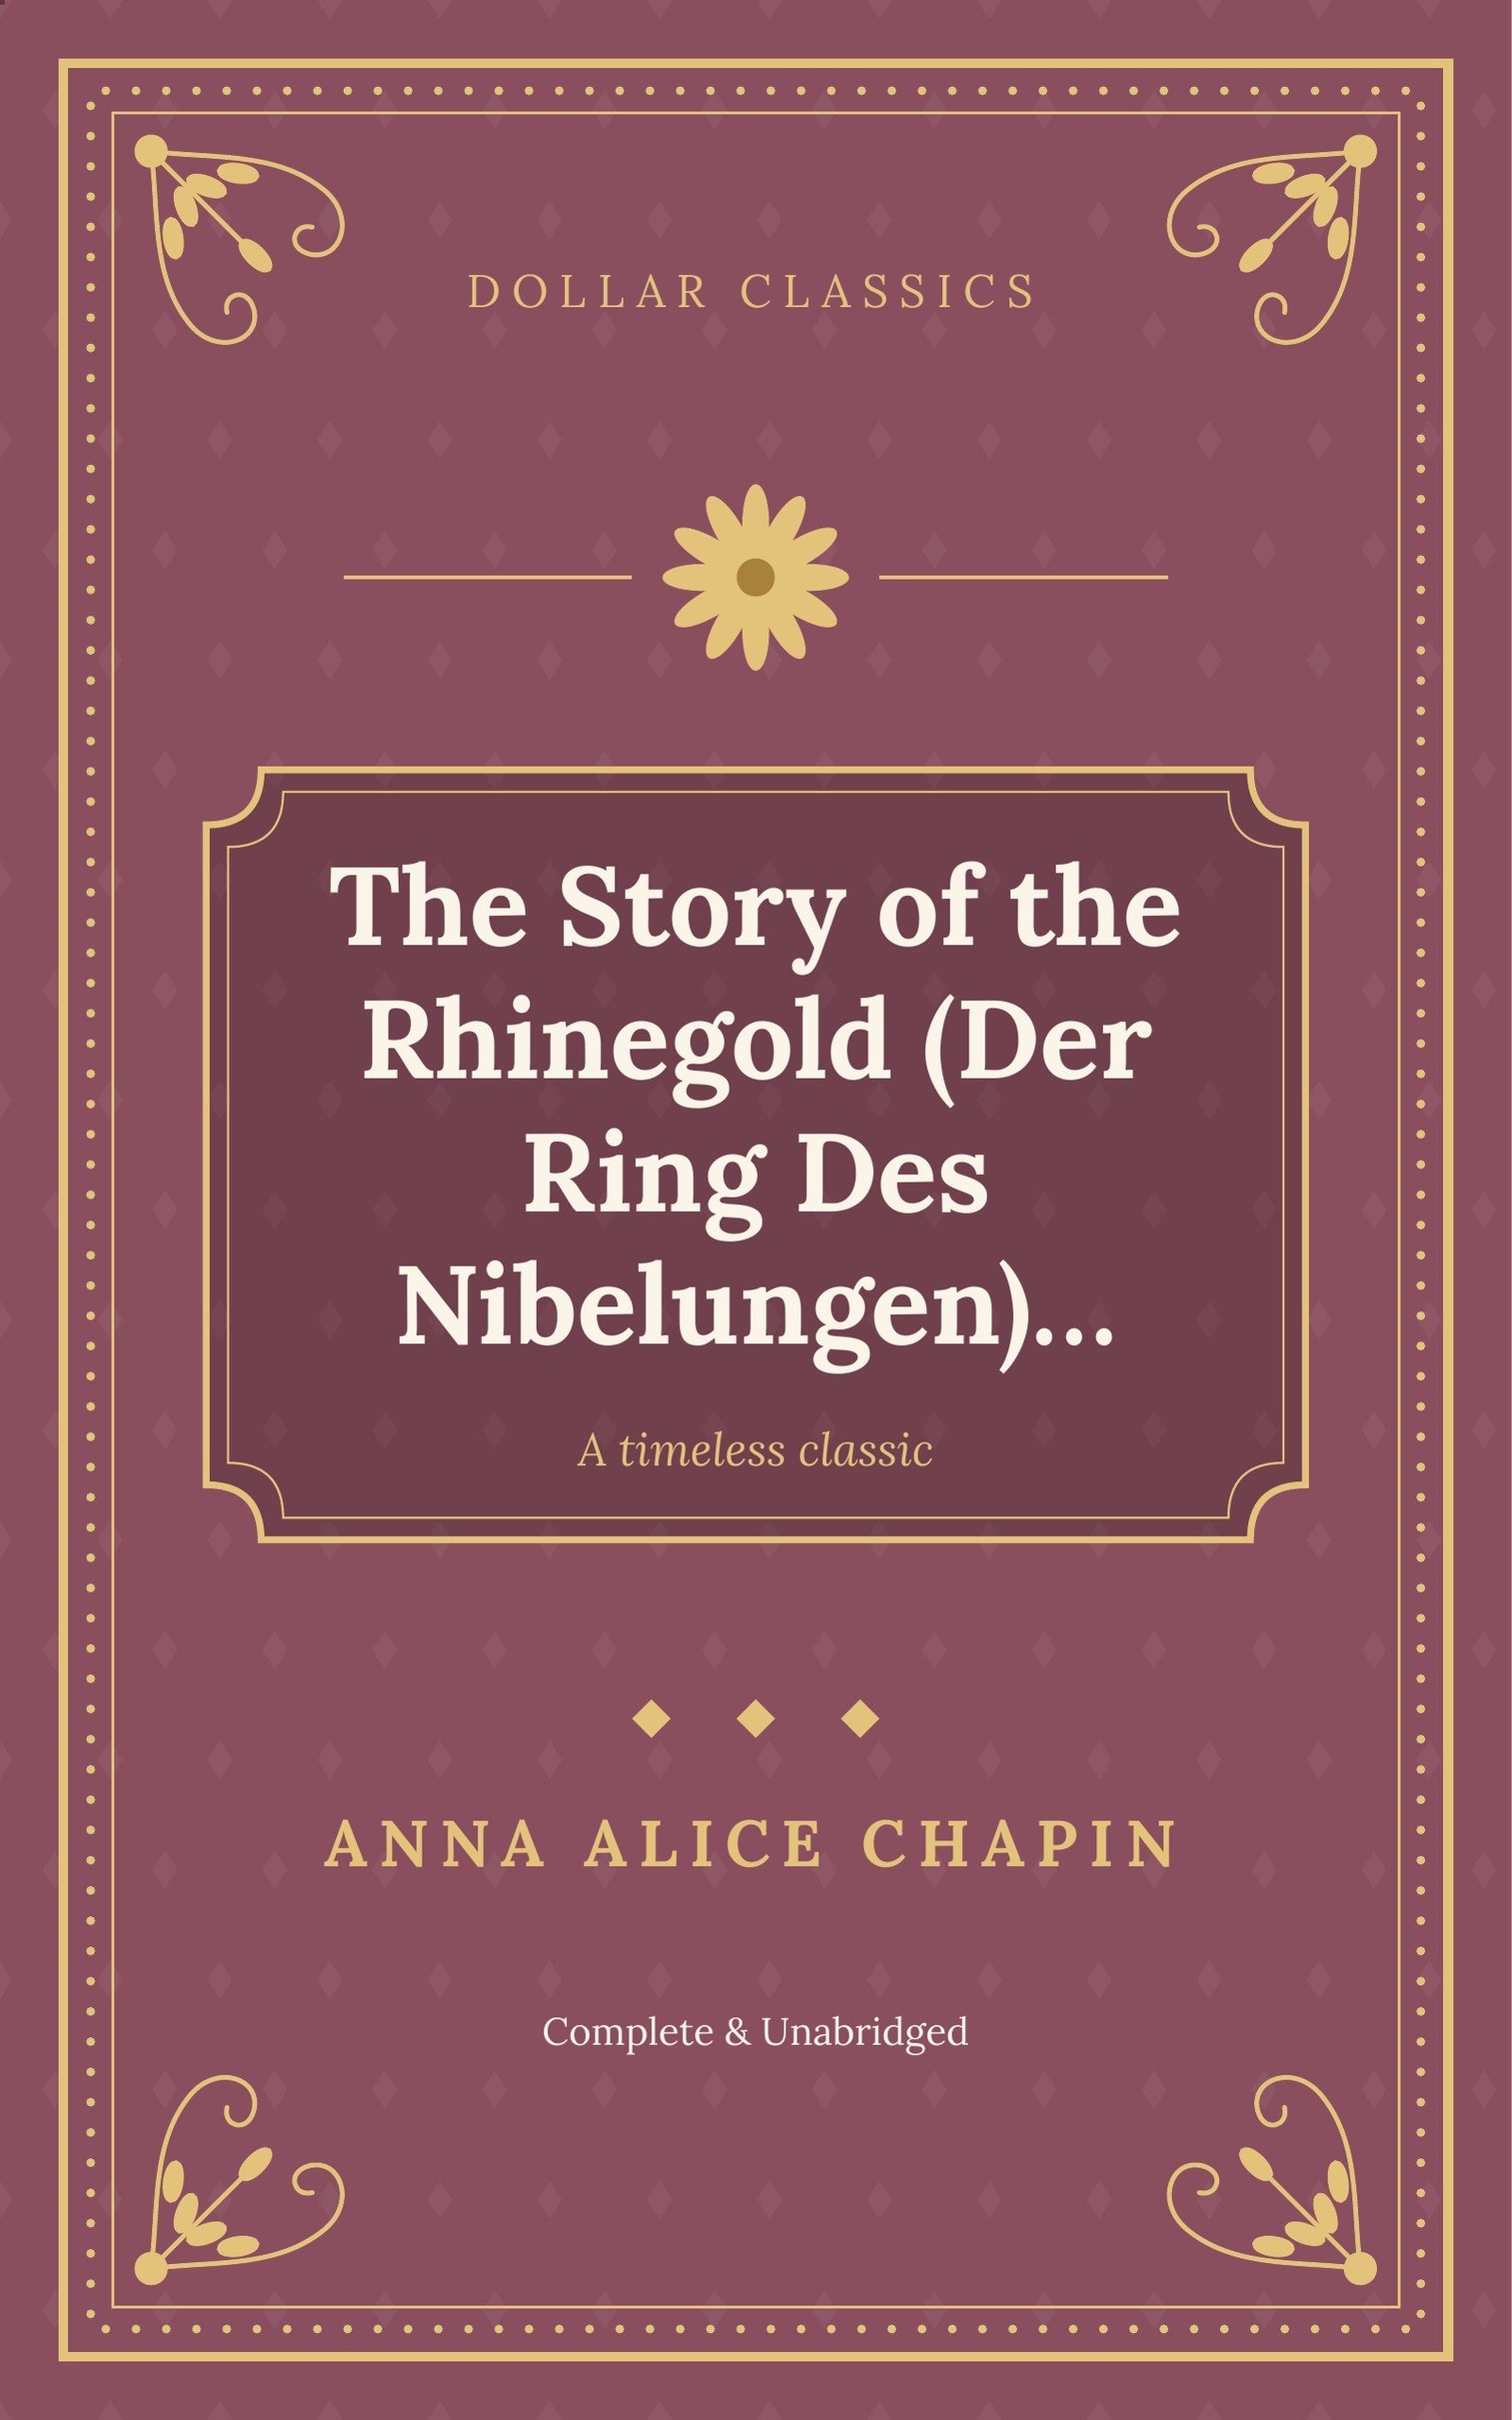 DOLLAR CLASSICS
The Story of the
Rhinegold (Der
Ring Des
Nibelungen)...
A timeless classic
ANNA ALICE CHAPIN
Complete & Unabridged